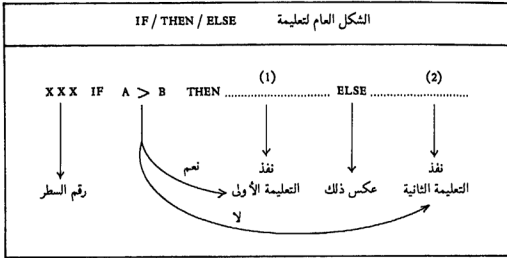 الشكل العام لتعليمة IF / THEN / ELSE
(1) (2)
X X X IF A > B THEN ........................ ELSE ........................
نعم
نفذ نفذ
رقم السطر التعليمة الأولى عكس ذلك التعليمة الثانية
لا